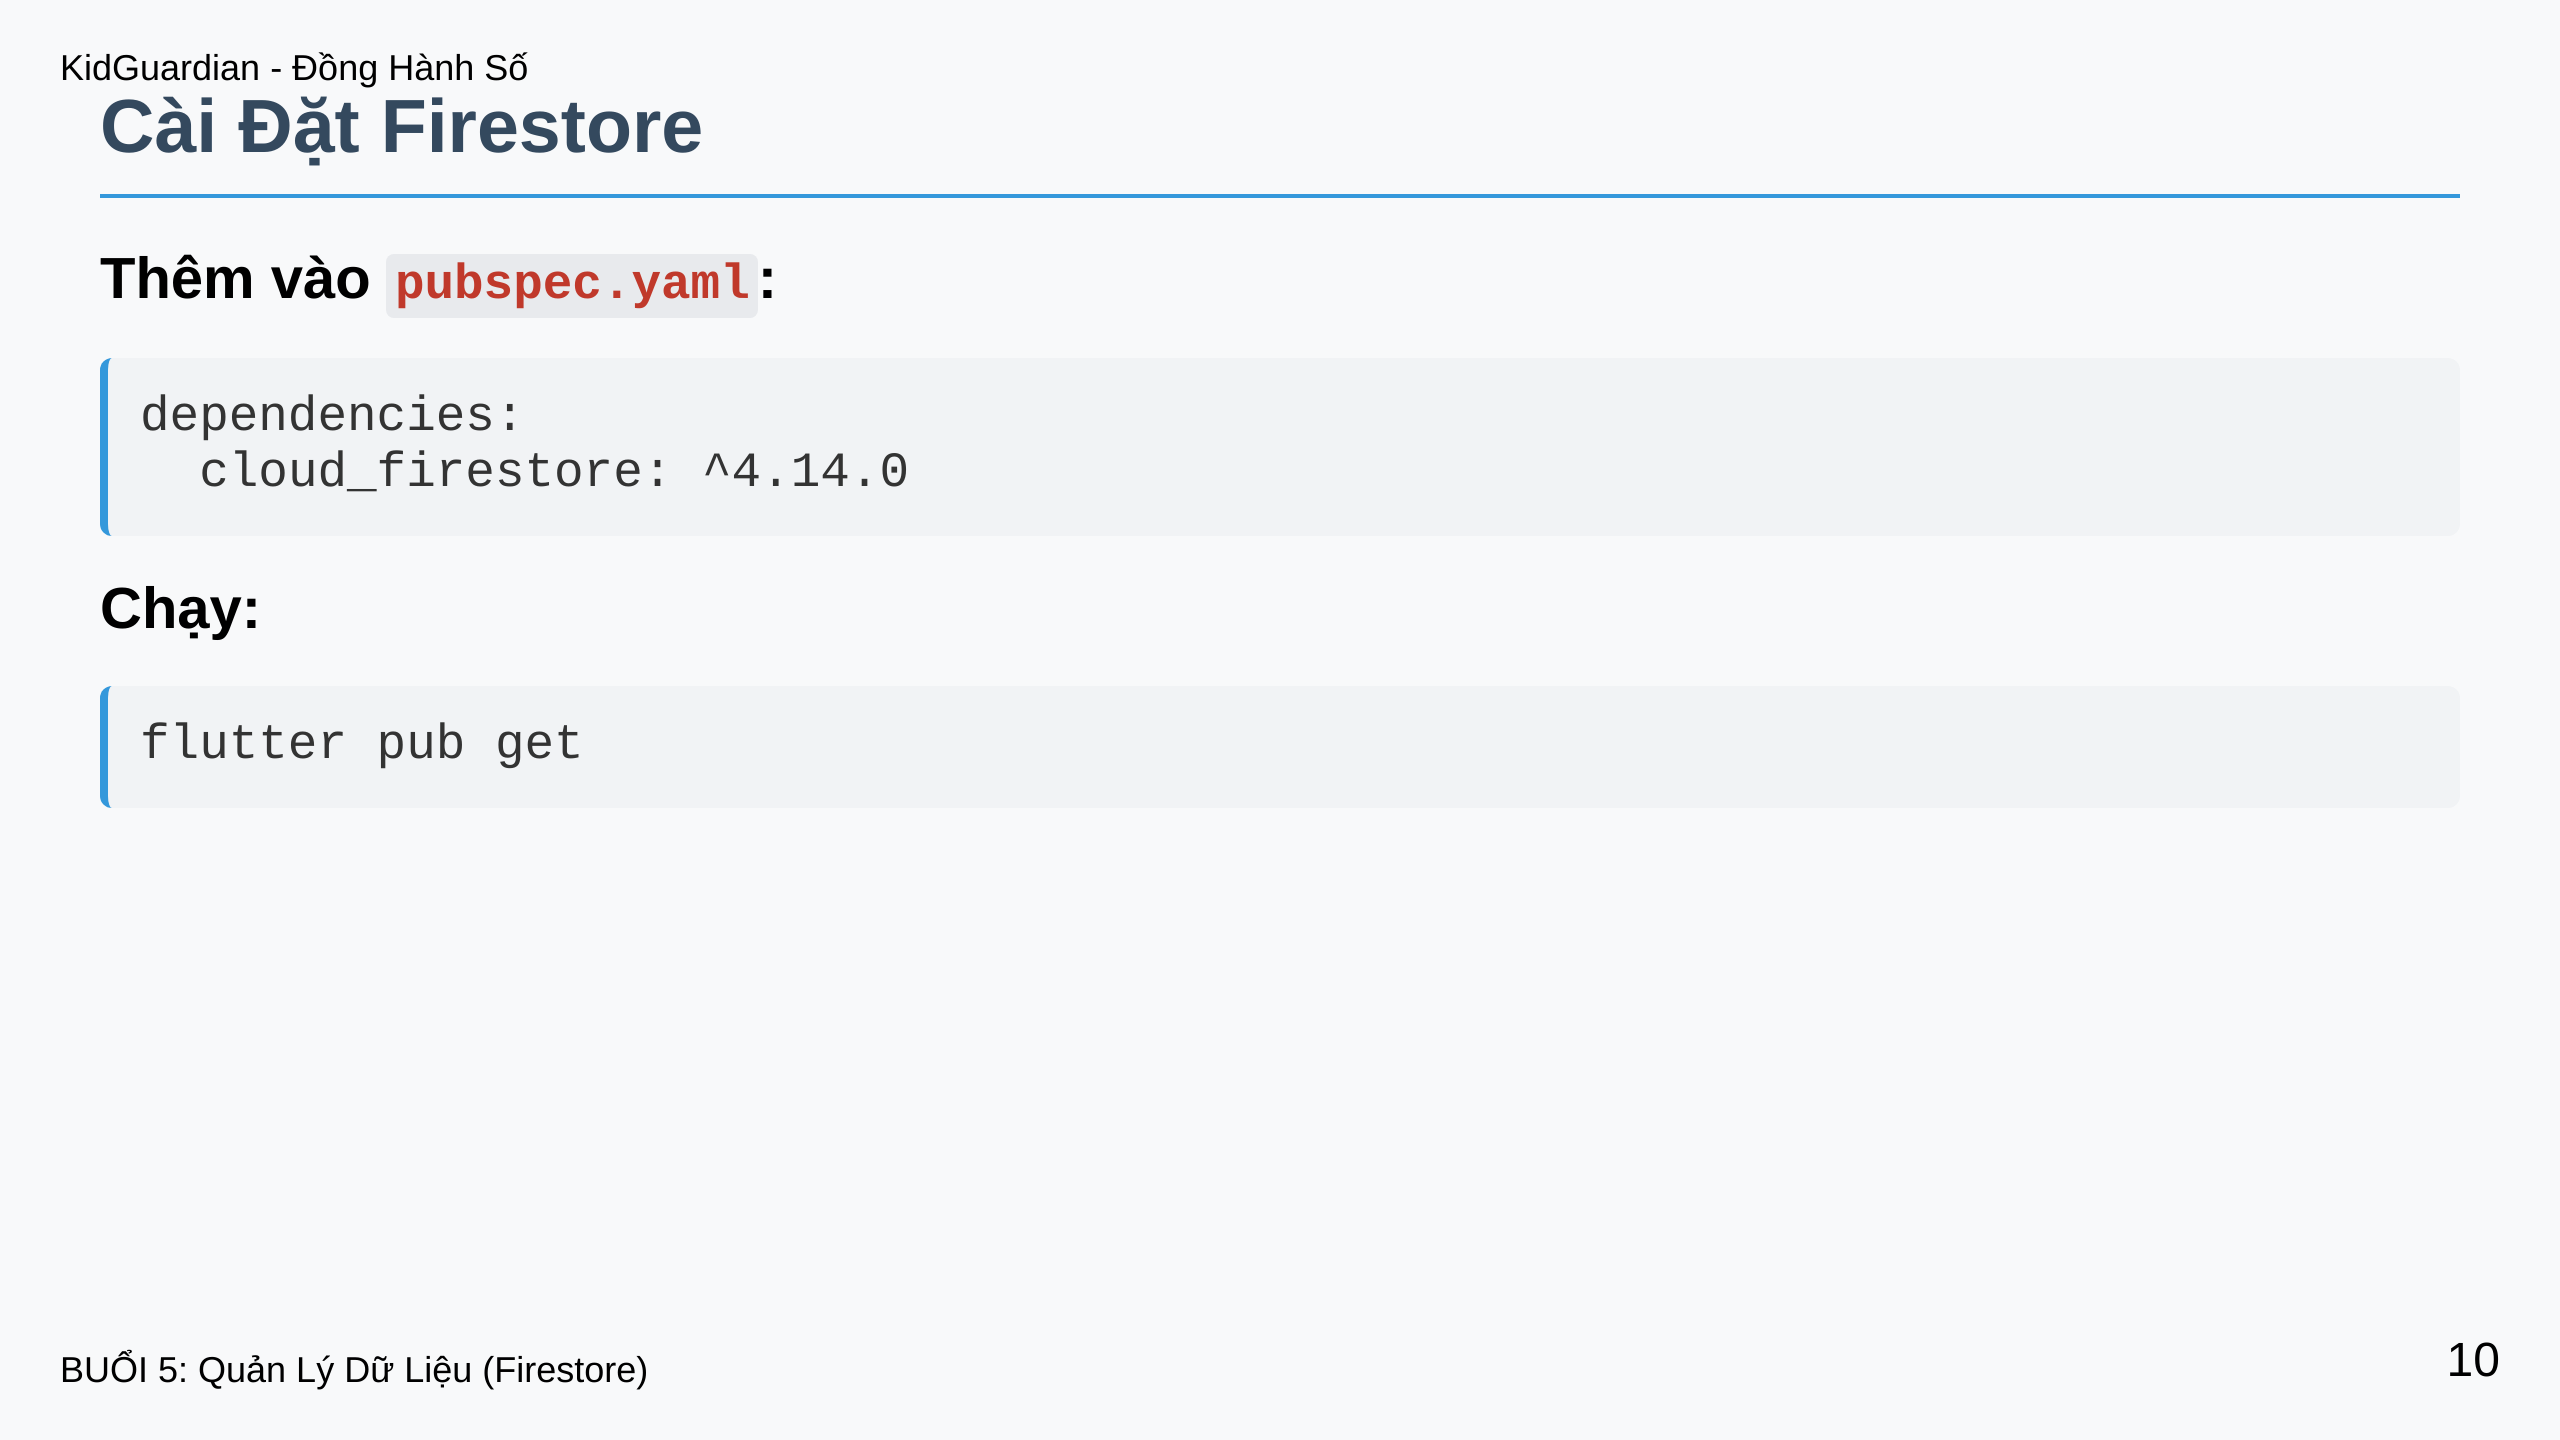 KidGuardian - Đồng Hành Số
Cài Đặt Firestore
Thêm vào pubspec.yaml:
dependencies:
  cloud_firestore: ^4.14.0
Chạy:
flutter pub get
BUỔI 5: Quản Lý Dữ Liệu (Firestore)
10